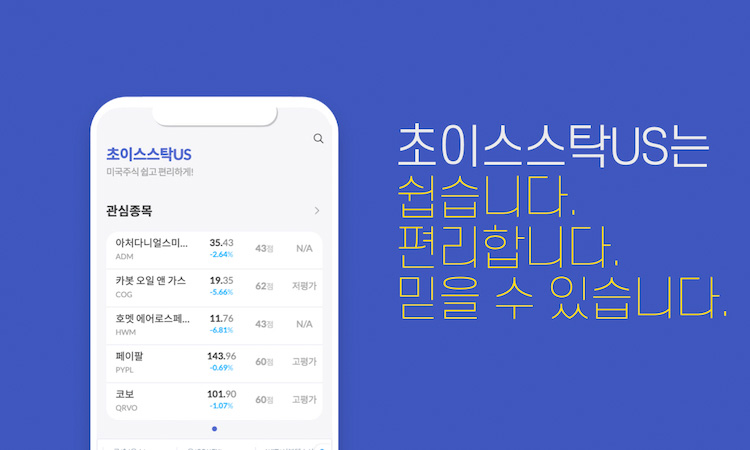 초이스스탁US
미국주식 쉽고 편리하게!
관심종목
아처다니얼스미... 35.43 43점 N/A
ADM -2.64%
카봇 오일 앤 가스 19.35 62점 저평가
COG -5.66%
호멧 에어로스페... 11.76 43점 N/A
HWM -6.81%
페이팔 143.96 60점 고평가
PYPL -0.69%
코보 101.90 60점 고평가
QRVO -1.07%
초이스스탁US는
쉽습니다.
편리합니다.
믿을 수 있습니다.